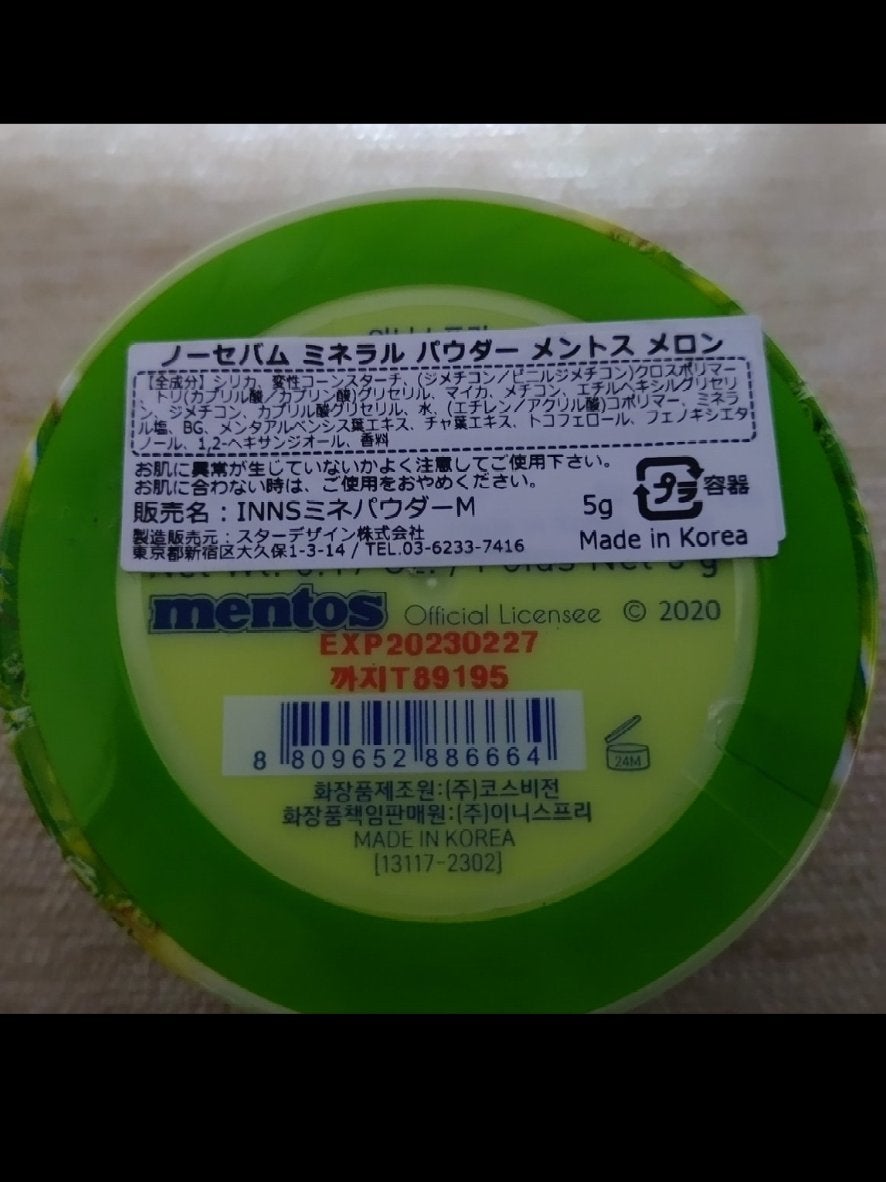 ノーセバム ミネラル パウダー メントス メロン
【全成分】シリカ、変性コーンスターチ、(ジメチコン/ビニルジメチコン)クロスポリマー
、トリ(カプリル酸/カプリン酸)グリセリル、マイカ、メチコン、エチルヘキシルグリセリ
ン、ジメチコン、カプリル酸グリセリル、水、(エチレン/アクリル酸)コポリマー、ミネラ
ル塩、BG、メンタアルベンシス葉エキス、チャ葉エキス、トコフェロール、フェノキシエタ
ノール、1,2-ヘキサンジオール、香料
お肌に異常が生じていないかよく注意してご使用下さい。
お肌に合わない時は、ご使用をおやめください。
販売名：INNSミネパウダーM 5g プラ 容器
製造販売元：スターデザイン株式会社
東京都新宿区大久保1-3-14 / TEL.03-6233-7416 Made in Korea
mentos Official Licensee © 2020
EXP20230227
까지T89195
8 809652 886664
24M
화장품제조원:(주)코스비전
화장품책임판매원:(주)이니스프리
MADE IN KOREA
[13117-2302]